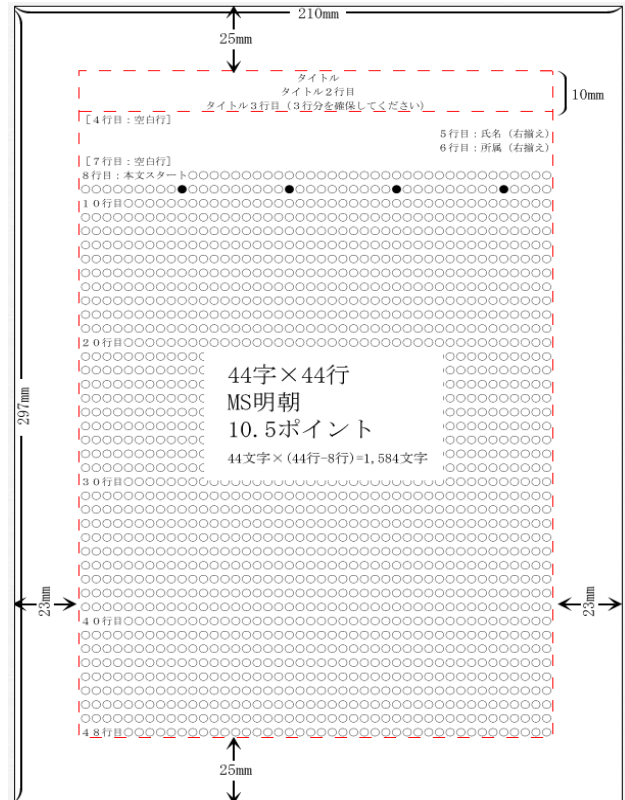 210mm
25mm
タイトル
タイトル2行目
タイトル3行目（3行分を確保してください）
10mm
［4行目：空白行］
5行目：氏名（右揃え）
6行目：所属（右揃え）
［7行目：空白行］
8行目：本文スタート
10行目
20行目
44字×44行
MS明朝
10.5ポイント
44文字×(44行-8行)=1,584文字
297mm
30行目
23mm
23mm
40行目
48行目
25mm